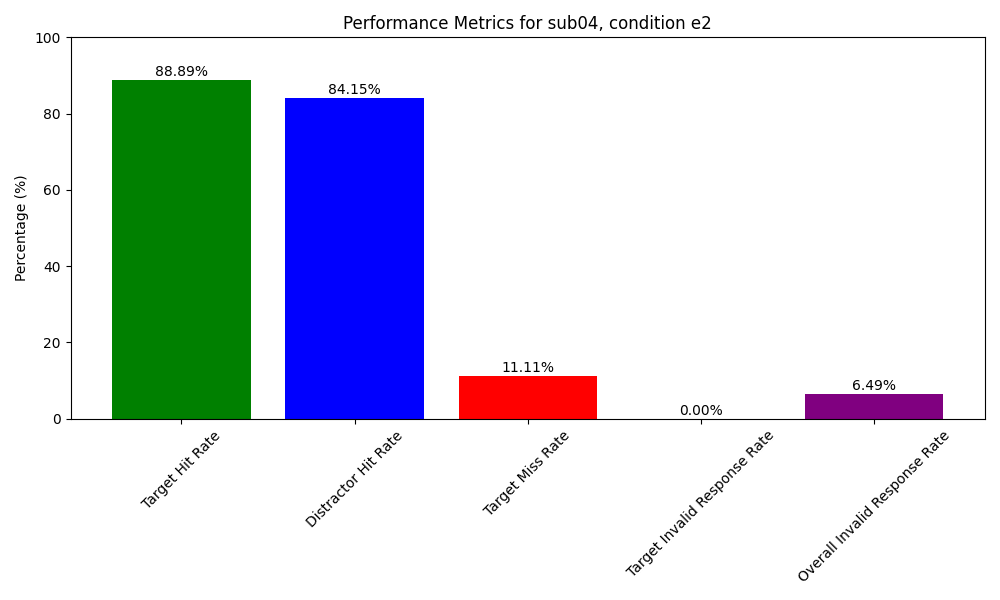 Performance Metrics for sub04, condition e2
Percentage (%)
100
80
60
40
20
0
88.89%
84.15%
11.11%
0.00%
6.49%
Target Hit Rate
Distractor Hit Rate
Target Miss Rate
Target Invalid Response Rate
Overall Invalid Response Rate